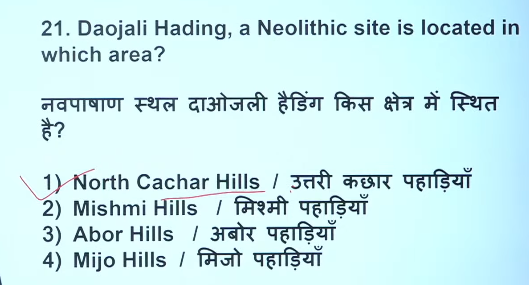 21. Daojali Hading, a Neolithic site is located in
which area?
नवपाषाण स्थल दाओजली हैडिंग किस क्षेत्र में स्थित
है?
1) North Cachar Hills / उत्तरी कछार पहाड़ियाँ
2) Mishmi Hills / मिश्मी पहाड़ियाँ
3) Abor Hills / अबोर पहाड़ियाँ
4) Mijo Hills / मिजो पहाड़ियाँ